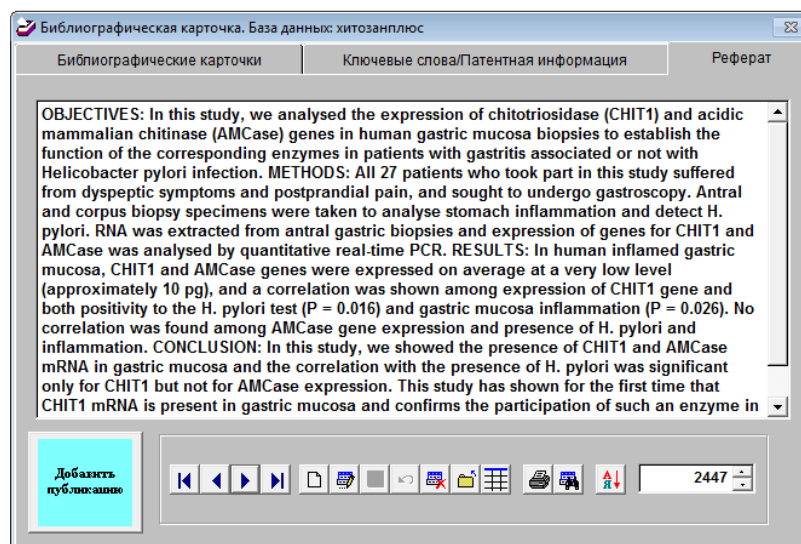 Библиографическая карточка. База данных: хитозанплюс
Библиографические карточки
Ключевые слова/Патентная информация
Реферат
OBJECTIVES: In this study, we analysed the expression of chitotriosidase (CHIT1) and acidic
mammalian chitinase (AMCase) genes in human gastric mucosa biopsies to establish the
function of the corresponding enzymes in patients with gastritis associated or not with
Helicobacter pylori infection. METHODS: All 27 patients who took part in this study suffered
from dyspeptic symptoms and postprandial pain, and sought to undergo gastroscopy. Antral
and corpus biopsy specimens were taken to analyse stomach inflammation and detect H.
pylori. RNA was extracted from antral gastric biopsies and expression of genes for CHIT1 and
AMCase was analysed by quantitative real-time PCR. RESULTS: In human inflamed gastric
mucosa, CHIT1 and AMCase genes were expressed on average at a very low level
(approximately 10 pg), and a correlation was shown among expression of CHIT1 gene and
both positivity to the H. pylori test (P = 0.016) and gastric mucosa inflammation (P = 0.026). No
correlation was found among AMCase gene expression and presence of H. pylori and
inflammation. CONCLUSION: In this study, we showed the presence of CHIT1 and AMCase
mRNA in gastric mucosa and the correlation with the presence of H. pylori was significant
only for CHIT1 but not for AMCase expression. This study has shown for the first time that
CHIT1 mRNA is present in gastric mucosa and confirms the participation of such an enzyme in
Добавить
публикацию
А
Я
2447